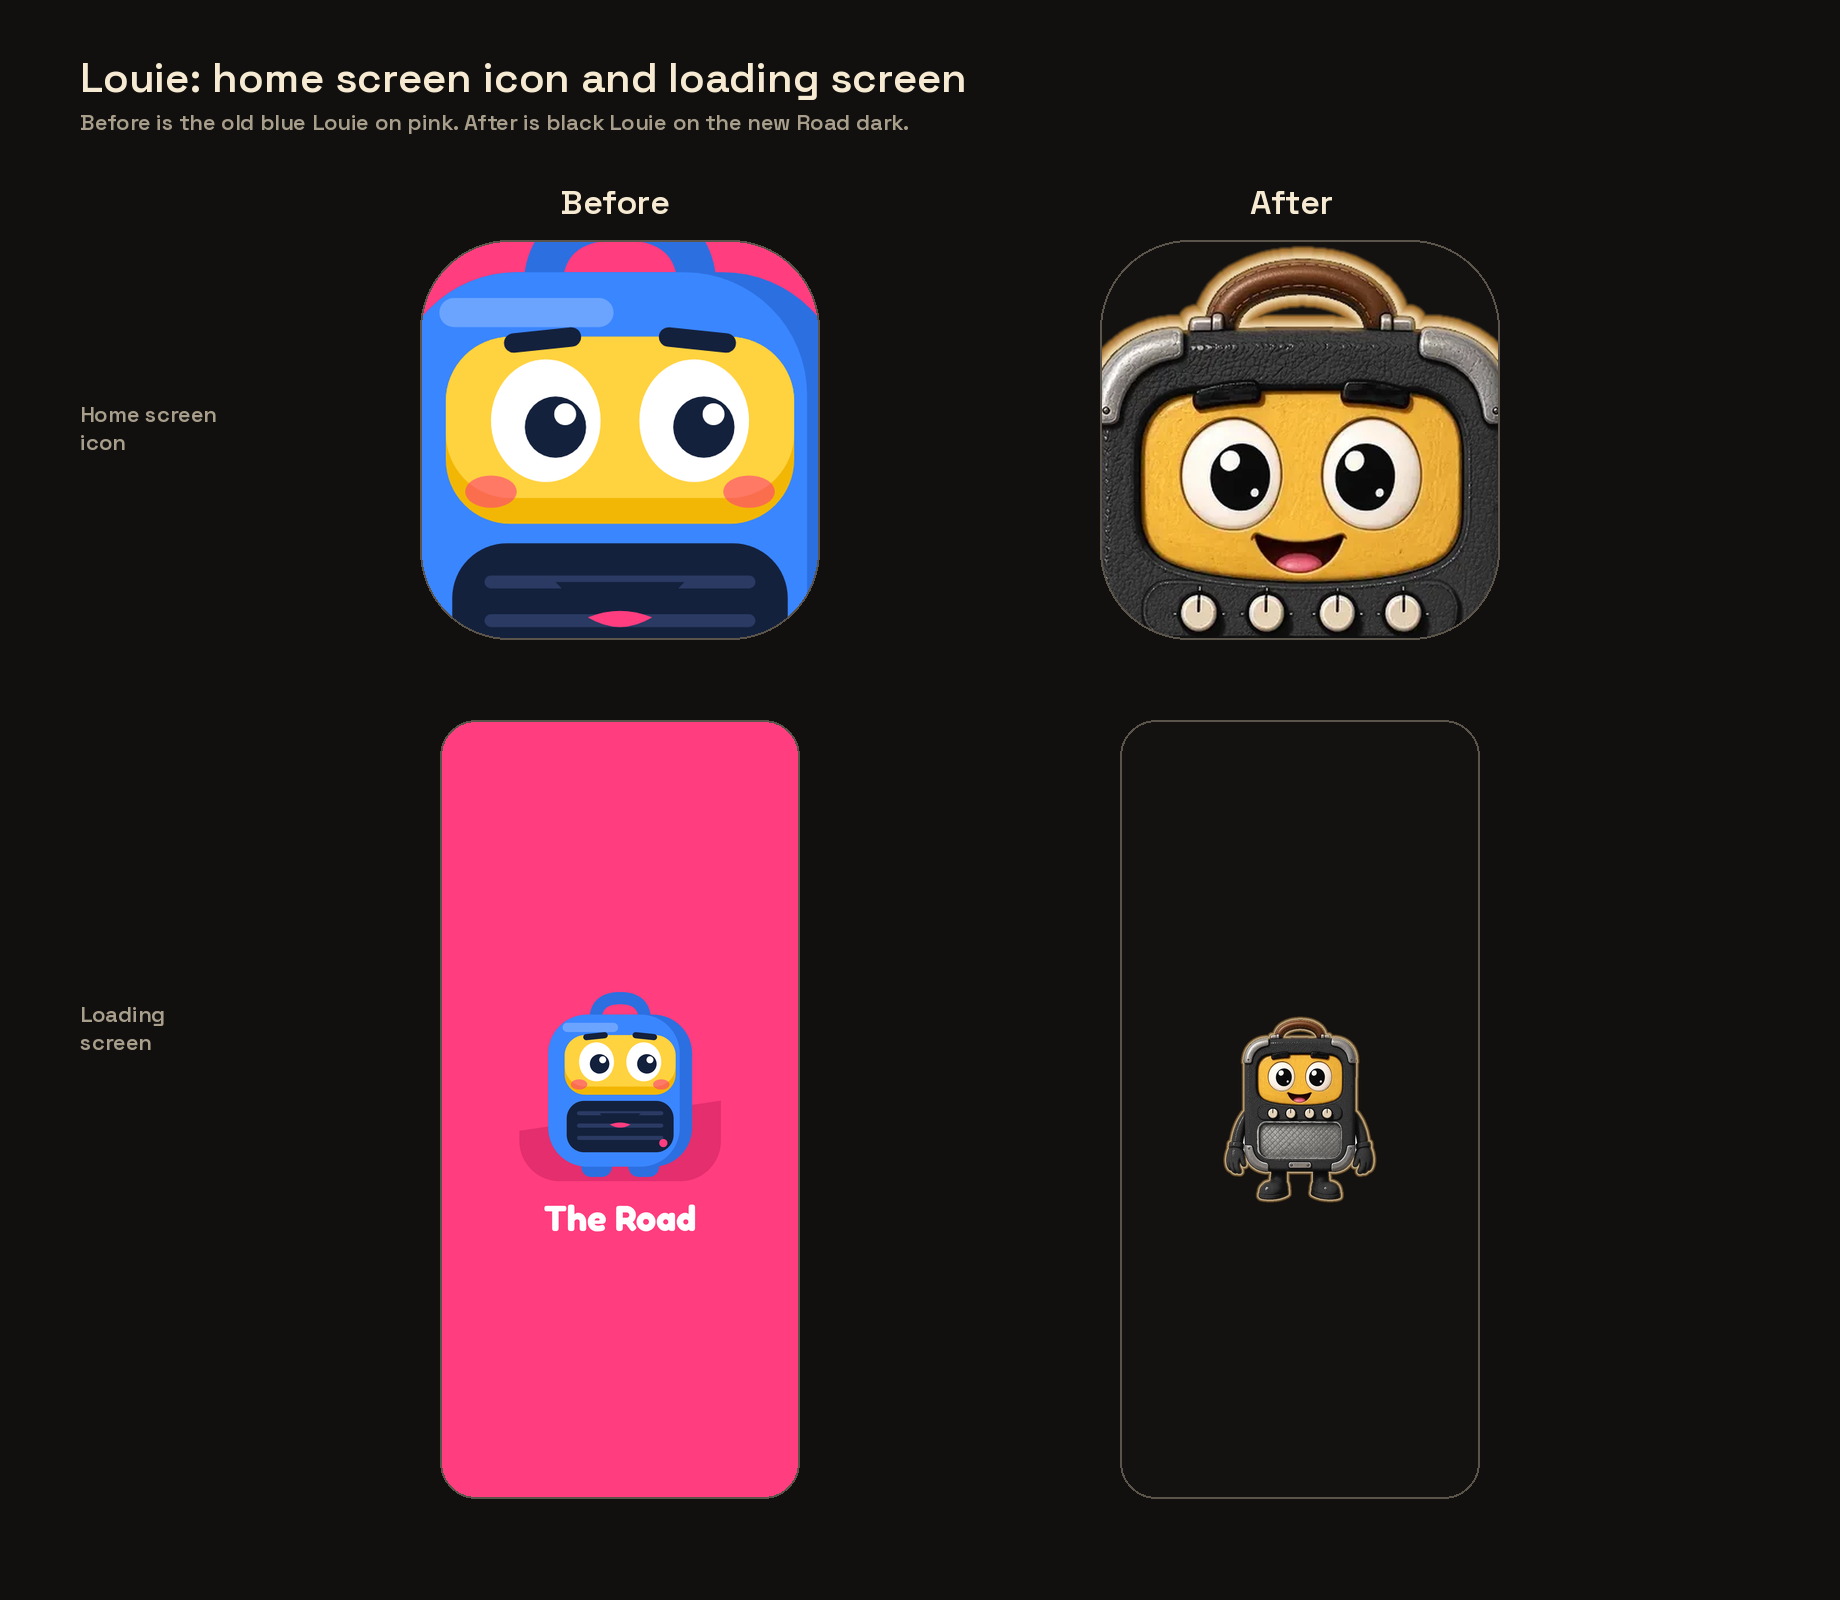 Louie: home screen icon and loading screen
Before is the old blue Louie on pink. After is black Louie on the new Road dark.
Before
After
Home screen
icon
Loading
screen
The Road